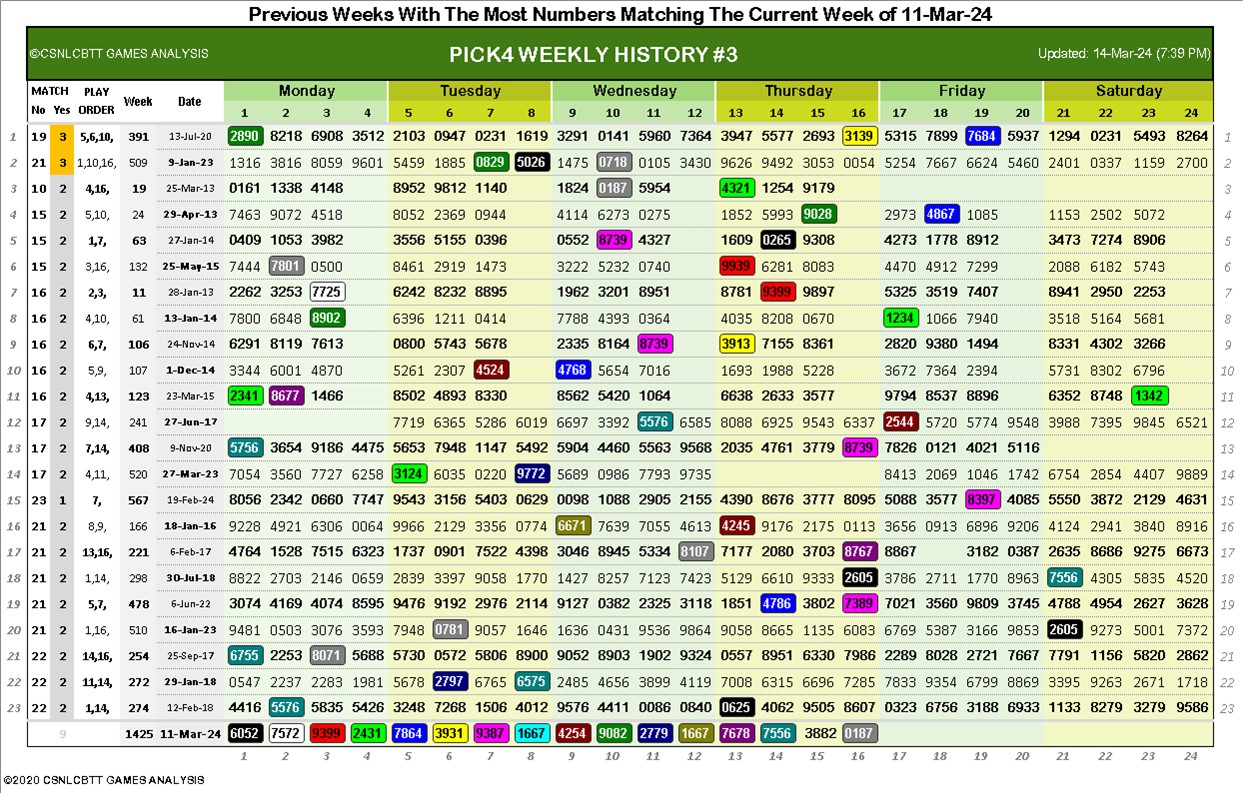 Previous Weeks With The Most Numbers Matching The Current Week of 11-Mar-24
©CSNLCBTT GAMES ANALYSIS PICK4 WEEKLY HISTORY #3 Updated: 14-Mar-24 (7:39 PM)
MATCH PLAY ORDER Week Date Monday Tuesday Wednesday Thursday Friday Saturday
No Yes 1 2 3 4 5 6 7 8 9 10 11 12 13 14 15 16 17 18 19 20 21 22 23 24
1 19 3 5,6,10, 391 13-Jul-20 2890 8218 6908 3512 2103 0947 0231 1619 3291 0141 5960 7364 3947 5577 2693 3139 5315 7899 7684 5937 1294 0231 5493 8264 1
2 21 3 1,10,16, 509 9-Jan-23 1316 3816 8059 9601 5459 1885 0829 5026 1475 0718 0105 3430 9626 9492 3053 0054 5254 7667 6624 5460 2401 0337 1159 2700 2
3 10 2 4,16, 19 25-Mar-13 0161 1338 4148 8952 9812 1140 1824 0187 5954 4321 1254 9179 3
4 15 2 5,10, 24 29-Apr-13 7463 9072 4518 8052 2369 0944 4114 6273 0275 1852 5993 9028 2973 4867 1085 1153 2502 5072 4
5 15 2 1,7, 63 27-Jan-14 0409 1053 3982 3556 5155 0396 0552 8739 4327 1609 0265 9308 4273 1778 8912 3473 7274 8906 5
6 15 2 3,16, 132 25-May-15 7444 7801 0500 8461 2919 1473 3222 5232 0740 9939 6281 8083 4470 4912 7299 2088 6182 5743 6
7 16 2 2,3, 11 28-Jan-13 2262 3253 7725 6242 8232 8895 1962 3201 8951 8781 9399 9897 5325 3519 7407 8941 2950 2253 7
8 16 2 4,10, 61 13-Jan-14 7800 6848 8902 6396 1211 0414 7788 4393 0364 4035 8208 0670 1234 1066 7940 3518 5164 5681 8
9 16 2 6,7, 106 24-Nov-14 6291 8119 7613 0800 5743 5678 2335 8164 8739 3913 7155 8361 2820 9380 1494 8331 4302 3266 9
10 16 2 5,9, 107 1-Dec-14 3344 6001 4870 5261 2307 4524 4768 5654 7016 1693 1988 5228 3672 7364 2394 5731 8302 6796 10
11 16 2 4,13, 123 23-Mar-15 2341 8677 1466 8502 4893 8330 8562 5420 1064 6638 2633 3577 9794 8537 8896 6352 8748 1342 11
12 17 2 9,14, 241 27-Jun-17 7719 6365 5286 6019 6697 3392 5576 6585 8088 6925 9543 6337 2544 5720 5774 9548 3988 7395 9845 6521 12
13 17 2 7,14, 408 9-Nov-20 5756 3654 9186 4475 5653 7948 1147 5492 5904 4460 5563 9568 2035 4761 3779 8739 7826 0121 4021 5116 13
14 17 2 4,11, 520 27-Mar-23 7054 3560 7727 6258 3124 6035 0220 9772 5689 0986 7793 9735 8413 2069 1046 1742 6754 2854 4407 9889 14
15 23 1 7, 567 19-Feb-24 8056 2342 0660 7747 9543 3156 5403 0629 0098 1088 2905 2155 4390 8676 3777 8095 5088 3577 8397 4085 5550 3872 2129 4631 15
16 21 2 8,9, 166 18-Jan-16 9228 4921 6306 0064 9966 2129 3356 0774 6671 7639 7055 4613 4245 9176 2175 0113 3656 0913 6896 9206 4124 2941 3840 8916 16
17 21 2 13,16, 221 6-Feb-17 4764 1528 7515 6323 1737 0901 7522 4398 3046 8945 5334 8107 7177 2080 3703 8767 8867 3182 0387 2635 8686 9275 6673 17
18 21 2 1,14, 298 30-Jul-18 8822 2703 2146 0659 2839 3397 9058 1770 1427 8257 7123 7423 5129 6610 9333 2605 3786 2711 1770 8963 7556 4305 5835 4520 18
19 21 2 5,7, 478 6-Jun-22 3074 4169 4074 8595 9476 9192 2976 2114 9127 0382 2325 3118 1851 4786 3802 7389 7021 3560 9809 3745 4788 4954 2627 3628 19
20 21 2 1,16, 510 16-Jan-23 9481 0503 3076 3593 7948 0781 9057 1646 1636 0431 9536 9864 9058 8665 1135 6083 6769 5387 3166 9853 2605 9273 5001 7372 20
21 22 2 14,16, 254 25-Sep-17 6755 2253 8071 5688 5730 0572 5806 8900 9052 8903 1902 2324 0557 8951 6330 7986 2289 8028 2721 7667 7791 1156 5820 2862 21
22 22 2 11,14, 272 29-Jan-18 0547 2237 2283 1981 5678 2797 6765 6575 2485 4656 3899 4119 7008 6315 6696 7285 7833 9354 6799 8869 3395 9263 2671 1718 22
23 22 2 1,14, 274 12-Feb-18 4416 5576 5835 5426 3248 7268 1506 4012 9576 4411 0086 0840 0625 4062 9505 8607 0323 6756 3188 6933 1133 8279 3279 9586 23
9 1425 11-Mar-24 6052 7572 9399 2431 7864 3931 9387 1667 4254 9082 2779 1667 7678 7556 3882 0187
1 2 3 4 5 6 7 8 9 10 11 12 13 14 15 16 17 18 19 20 21 22 23 24
©2020 CSNLCBTT GAMES ANALYSIS